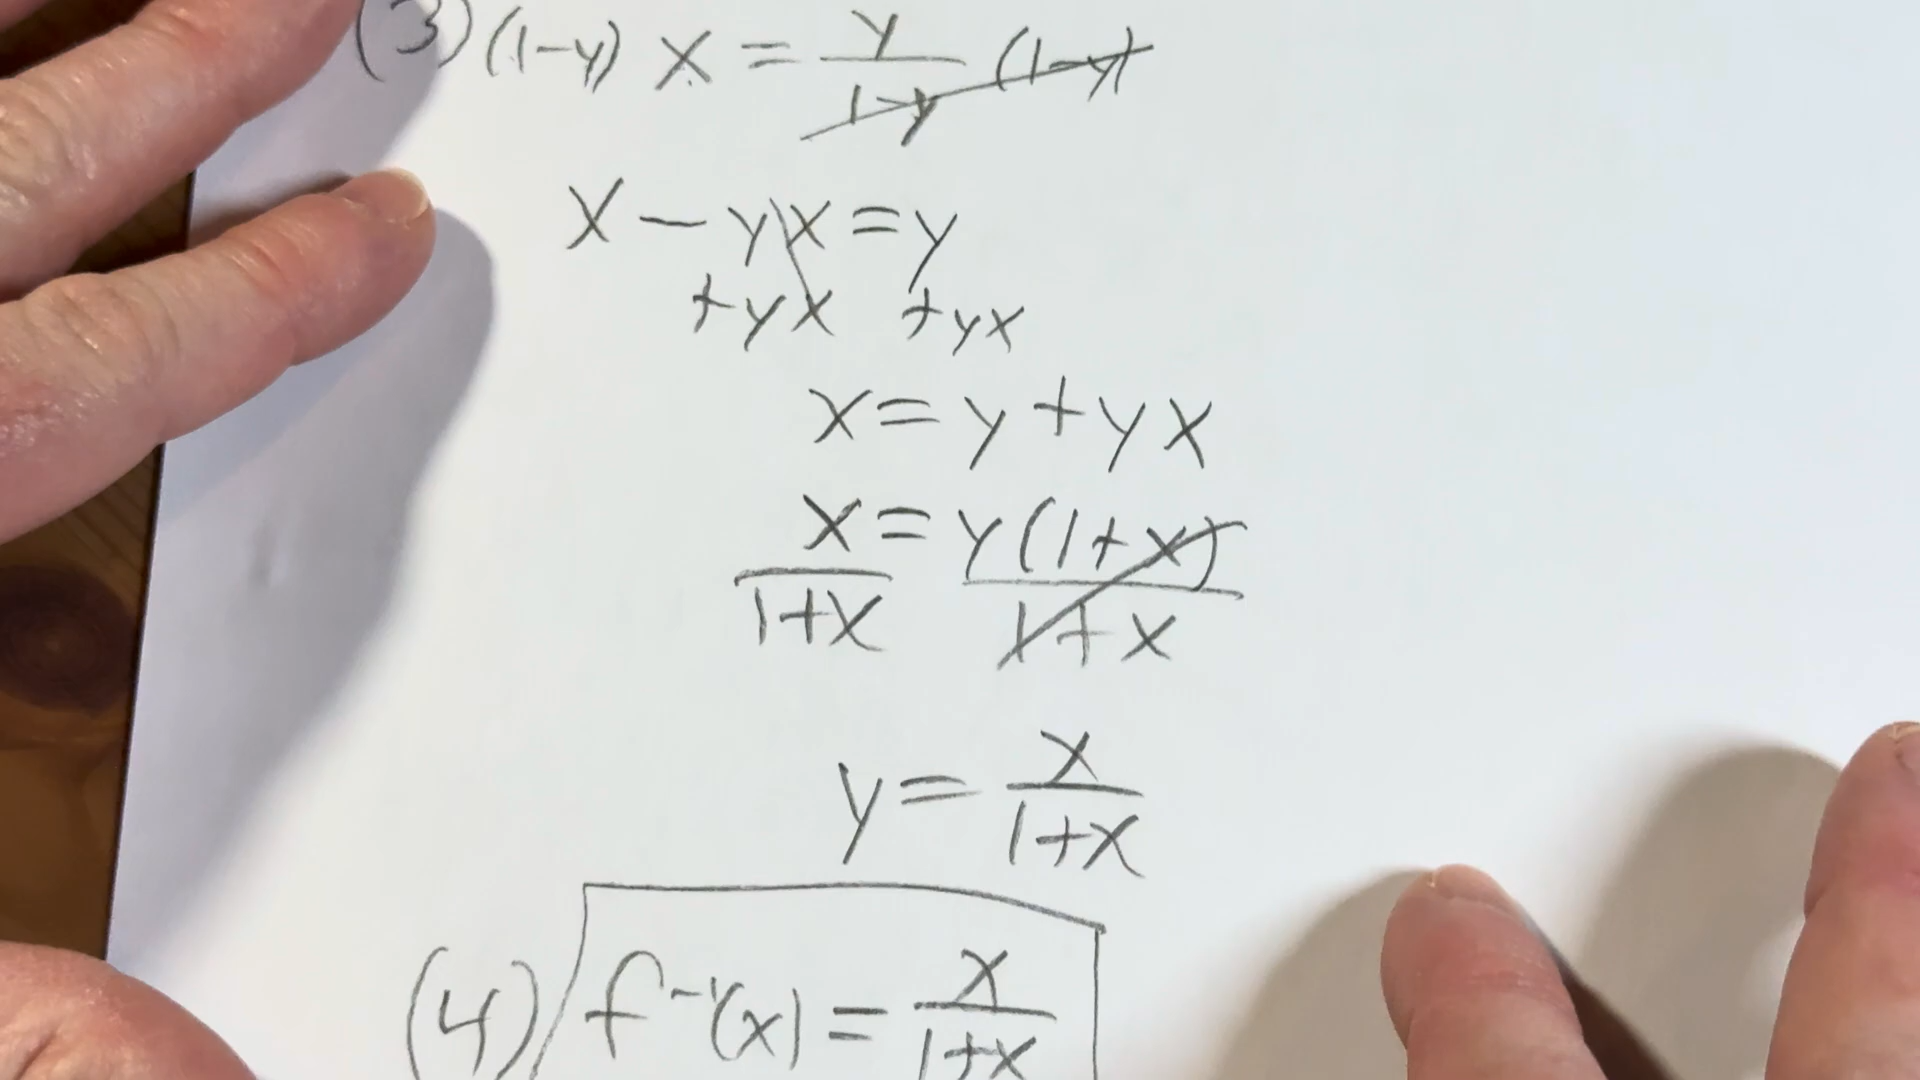 (3) (1-y) x = y/(1-y) (1-y)
x - yx = y
+yx +yx
x = y + yx
x/(1+x) = y(1+x)/(1+x)
y = x/(1+x)
(4) f⁻¹(x) = x/(1+x)